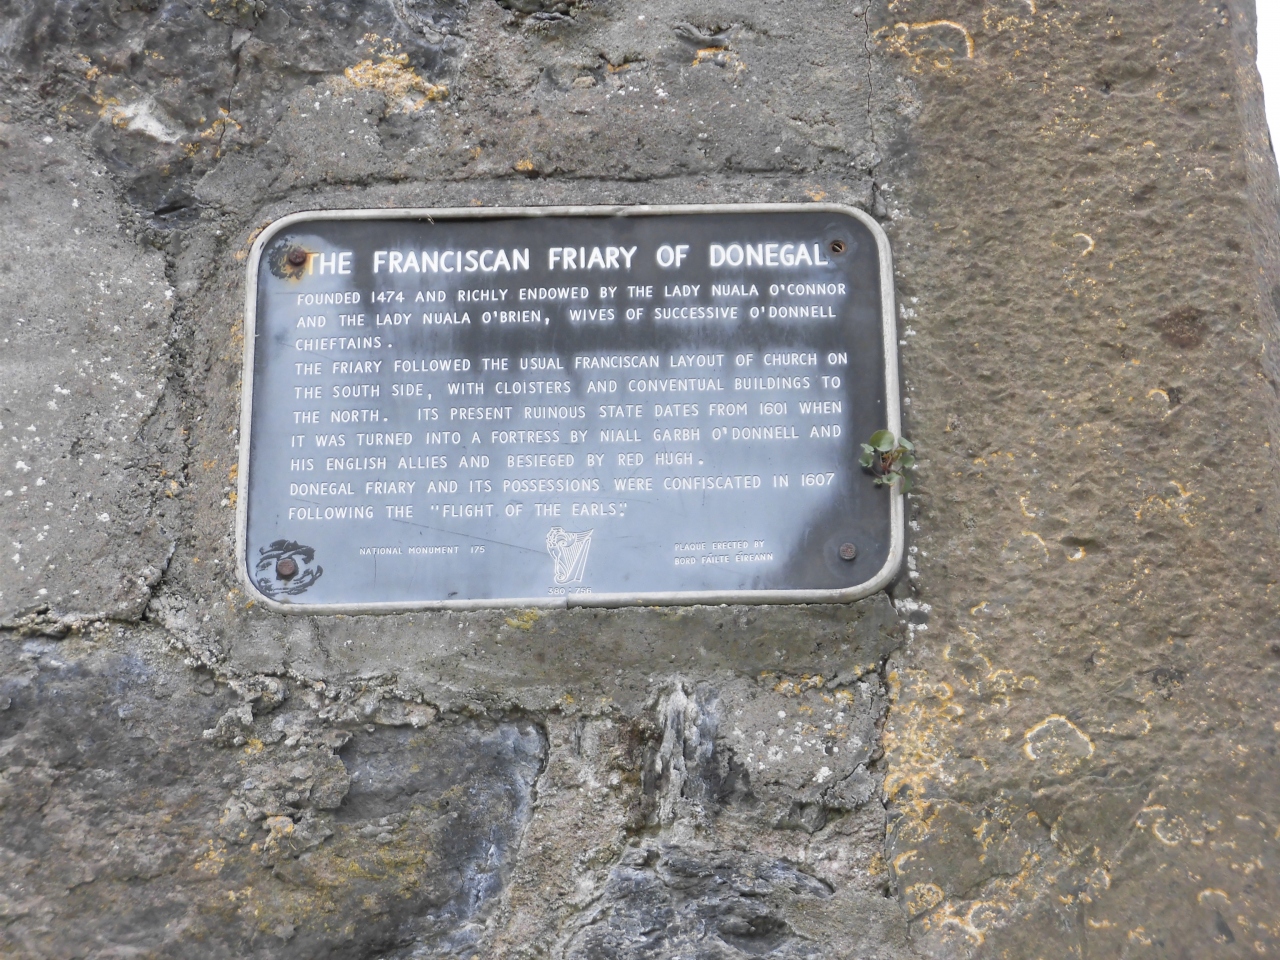 THE FRANCISCAN FRIARY OF DONEGAL
FOUNDED 1474 AND RICHLY ENDOWED BY THE LADY NUALA O'CONNOR
AND THE LADY NUALA O'BRIEN, WIVES OF SUCCESSIVE O'DONNELL
CHIEFTAINS.
THE FRIARY FOLLOWED THE USUAL FRANCISCAN LAYOUT OF CHURCH ON
THE SOUTH SIDE, WITH CLOISTERS AND CONVENTUAL BUILDINGS TO
THE NORTH. ITS PRESENT RUINOUS STATE DATES FROM 1601 WHEN
IT WAS TURNED INTO A FORTRESS BY NIALL GARBH O'DONNELL AND
HIS ENGLISH ALLIES AND BESIEGED BY RED HUGH.
DONEGAL FRIARY AND ITS POSSESSIONS WERE CONFISCATED IN 1607
FOLLOWING THE "FLIGHT OF THE EARLS."
NATIONAL MONUMENT 175
PLAQUE ERECTED BY
BORD FÁILTE ÉIREANN
380 · 756